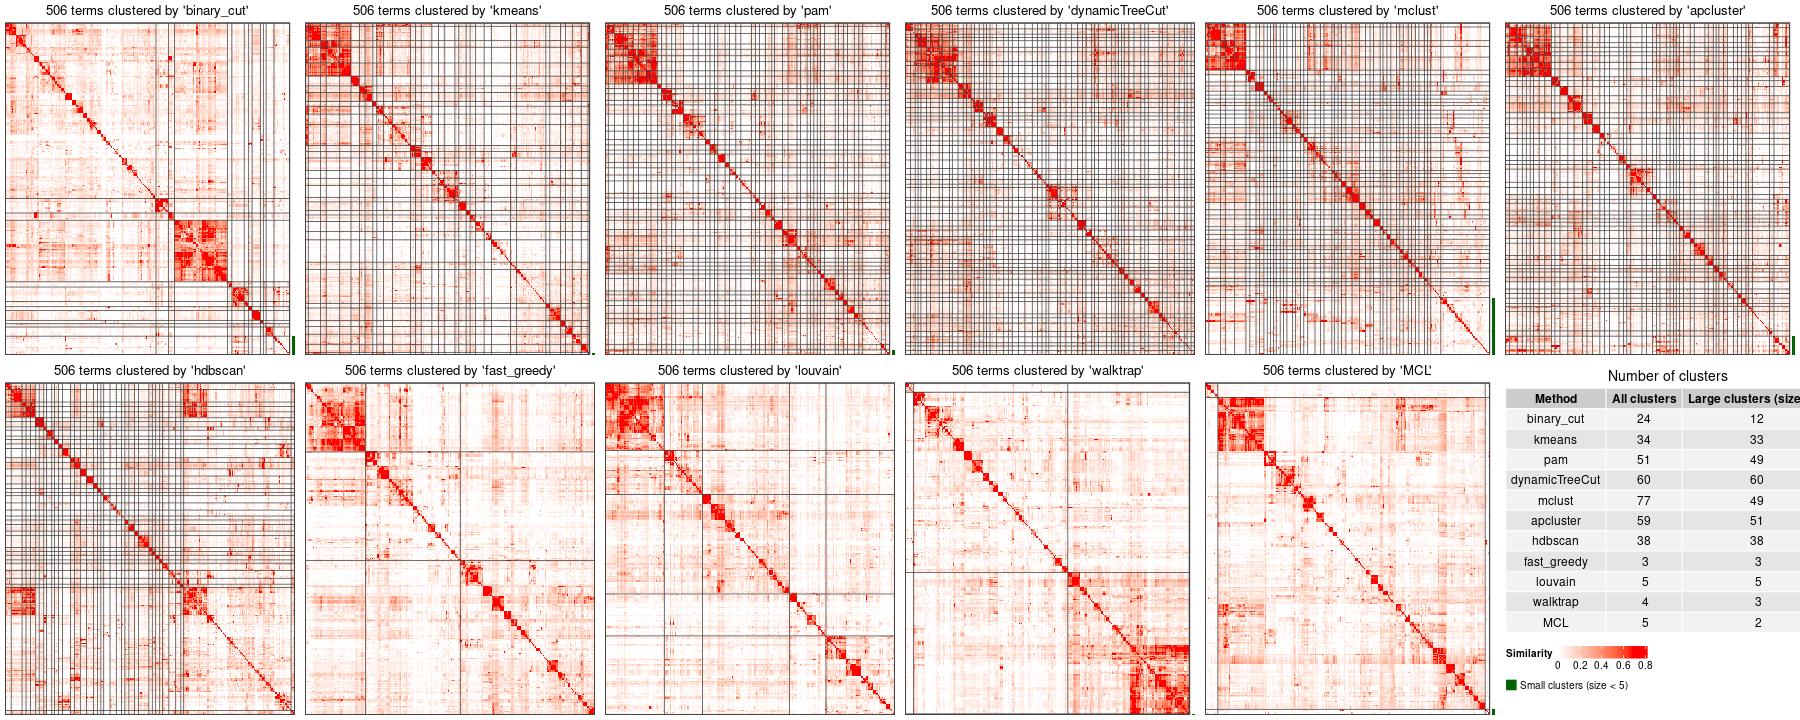 506 terms clustered by 'binary_cut'
506 terms clustered by 'kmeans'
506 terms clustered by 'pam'
506 terms clustered by 'dynamicTreeCut'
506 terms clustered by 'mclust'
506 terms clustered by 'apcluster'
506 terms clustered by 'hdbscan'
506 terms clustered by 'fast_greedy'
506 terms clustered by 'louvain'
506 terms clustered by 'walktrap'
506 terms clustered by 'MCL'
Number of clusters
Method All clusters Large clusters (size
binary_cut 24 12
kmeans 34 33
pam 51 49
dynamicTreeCut 60 60
mclust 77 49
apcluster 59 51
hdbscan 38 38
fast_greedy 3 3
louvain 5 5
walktrap 4 3
MCL 5 2
Similarity
0 0.2 0.4 0.6 0.8
Small clusters (size < 5)